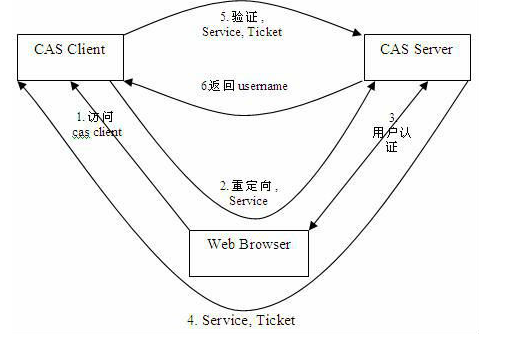 5.验证,
Service, Ticket
CAS Client
CAS Server
6返回 username
1.访问
cas client
3.
用户认
证
2.重定向,
Service
Web Browser
4. Service, Ticket